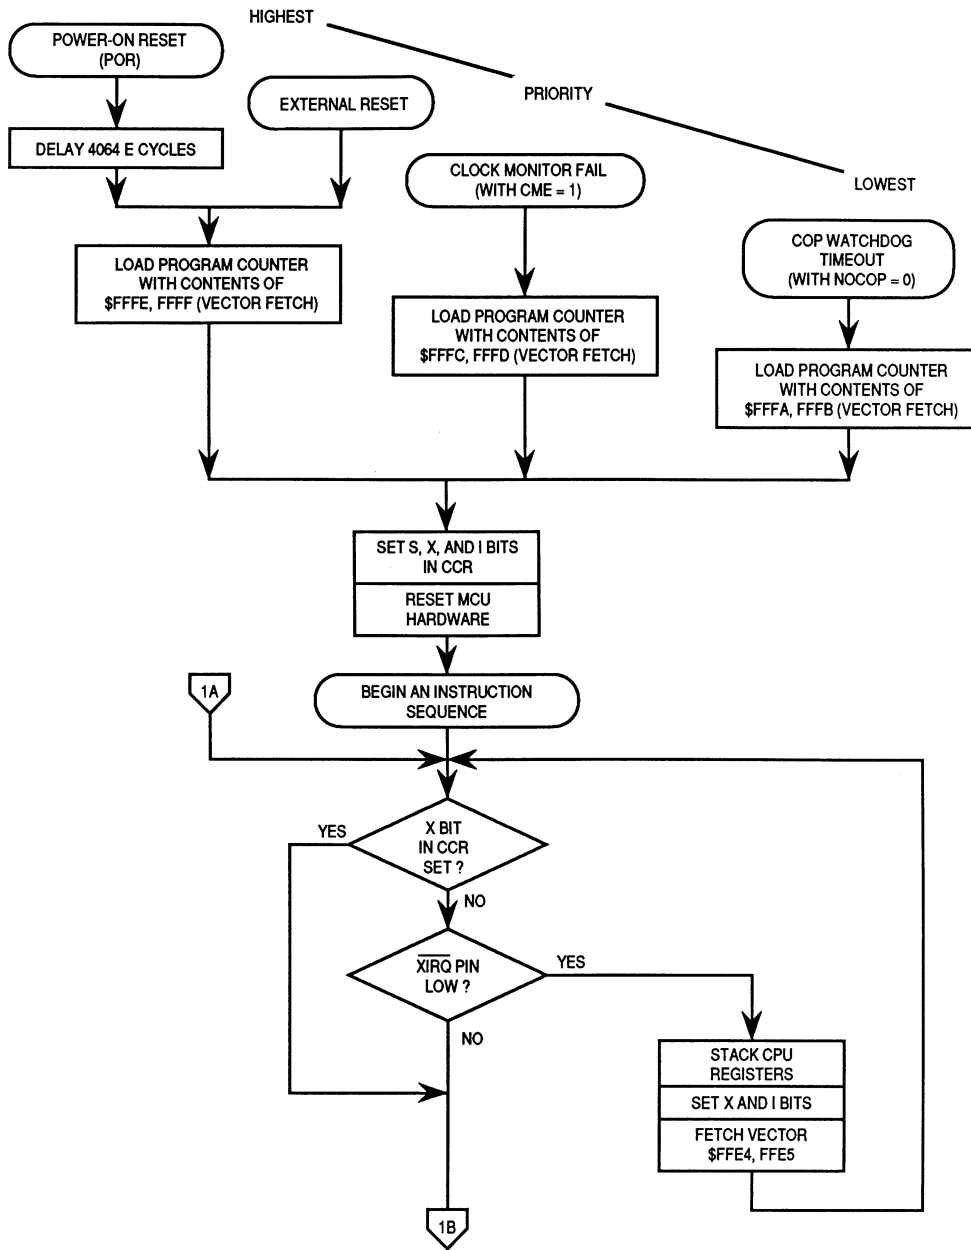 HIGHEST
POWER-ON RESET
(POR)
PRIORITY
EXTERNAL RESET
DELAY 4064 E CYCLES
CLOCK MONITOR FAIL
(WITH CME = 1)
LOWEST
COP WATCHDOG
TIMEOUT
(WITH NOCOP = 0)
LOAD PROGRAM COUNTER
WITH CONTENTS OF
$FFFE, FFFF (VECTOR FETCH)
LOAD PROGRAM COUNTER
WITH CONTENTS OF
$FFFC, FFFD (VECTOR FETCH)
LOAD PROGRAM COUNTER
WITH CONTENTS OF
$FFFA, FFFB (VECTOR FETCH)
SET S, X, AND I BITS
IN CCR
RESET MCU
HARDWARE
1A
BEGIN AN INSTRUCTION
SEQUENCE
YES
X BIT
IN CCR
SET ?
NO
XIRQ PIN
LOW ?
YES
NO
STACK CPU
REGISTERS
SET X AND I BITS
FETCH VECTOR
$FFE4, FFE5
1B